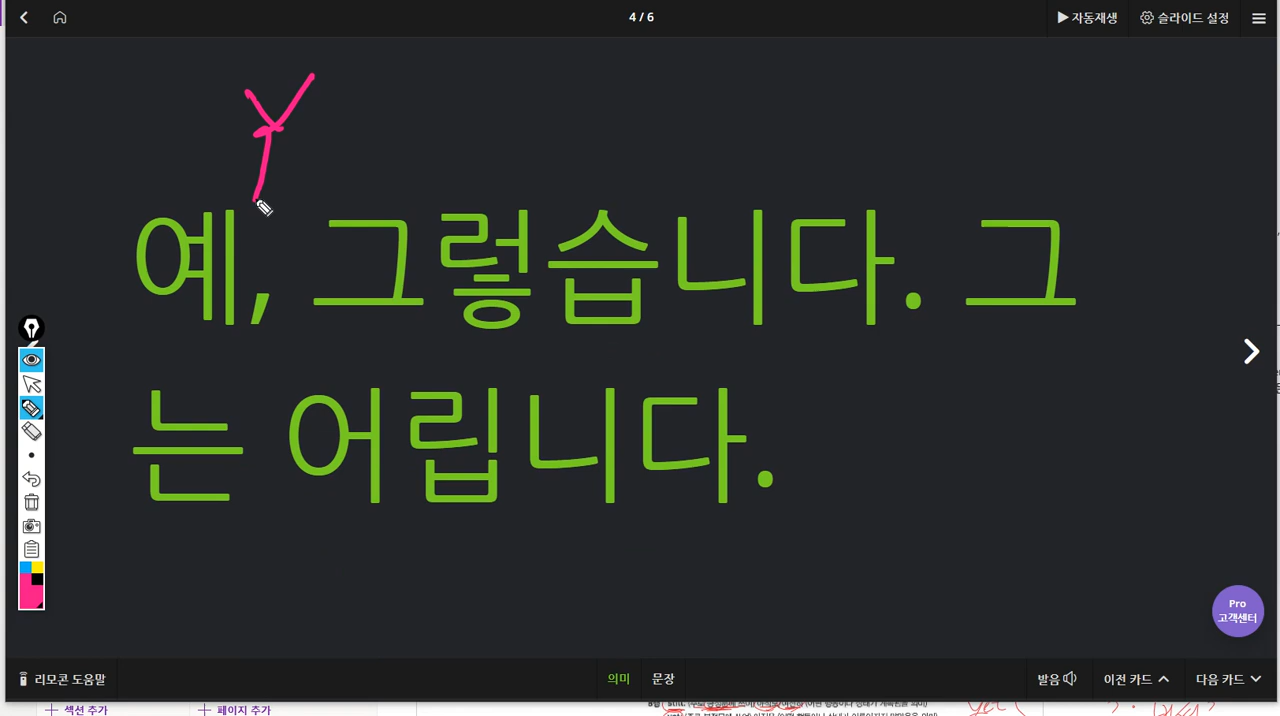 4 / 6
자동재생
슬라이드 설정
Y
예, 그렇습니다. 그
는 어립니다.
Pro
고객센터
리모콘 도움말
의미
문장
발음
이전 카드
다음 카드
섹션 추가
페이지 추가